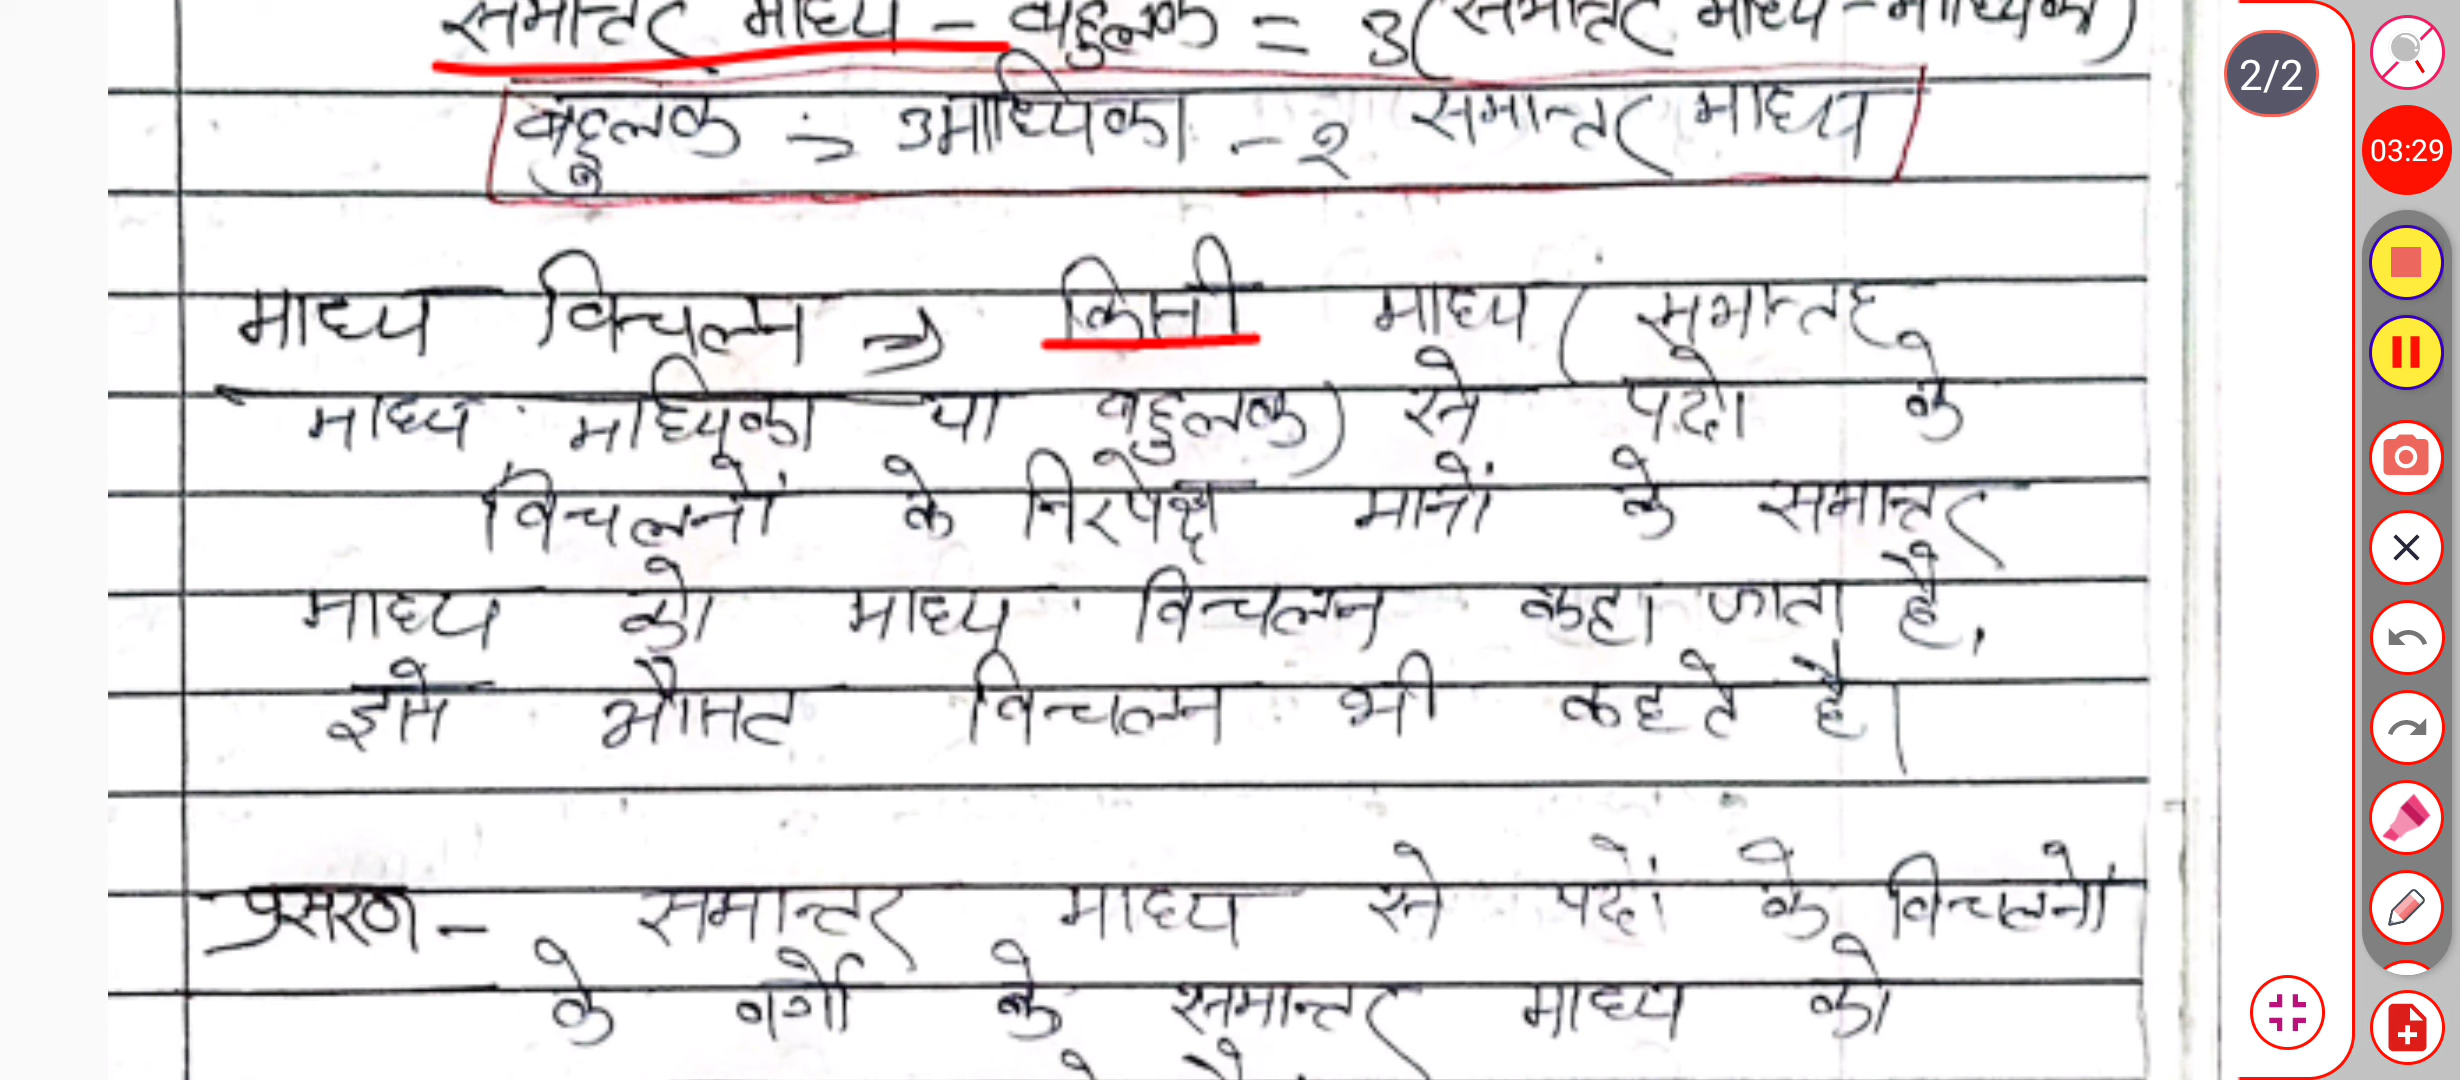 समान्तर माध्य - बहुलक = 3(समान्तर माध्य - माध्यिका)
बहुलक = 3माध्यिका - 2 समान्तर माध्य
माध्य विचलन ⇒ किसी माध्य (समान्तर
माध्य माध्यिका या बहुलक) से पदो के
विचलनों के निरपेक्ष मानों के समान्तर
माध्य को माध्य विचलन कहा जाता है,
इसे औसत विचलन भी कहते है।
प्रसरण - समान्तर माध्य से पदों के विचलनों
के वर्गो के समान्तर माध्य को
2/2
03:29